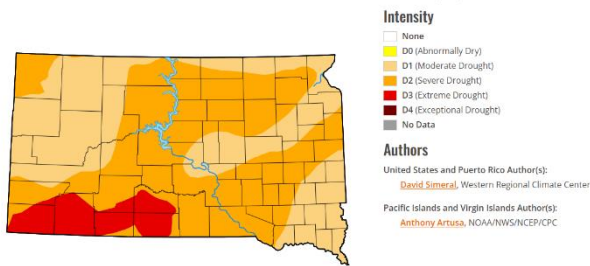 Intensity
None
D0 (Abnormally Dry)
D1 (Moderate Drought)
D2 (Severe Drought)
D3 (Extreme Drought)
D4 (Exceptional Drought)
No Data
Authors
United States and Puerto Rico Author(s):
David Simeral, Western Regional Climate Center
Pacific Islands and Virgin Islands Author(s):
Anthony Artusa, NOAA/NWS/NCEP/CPC